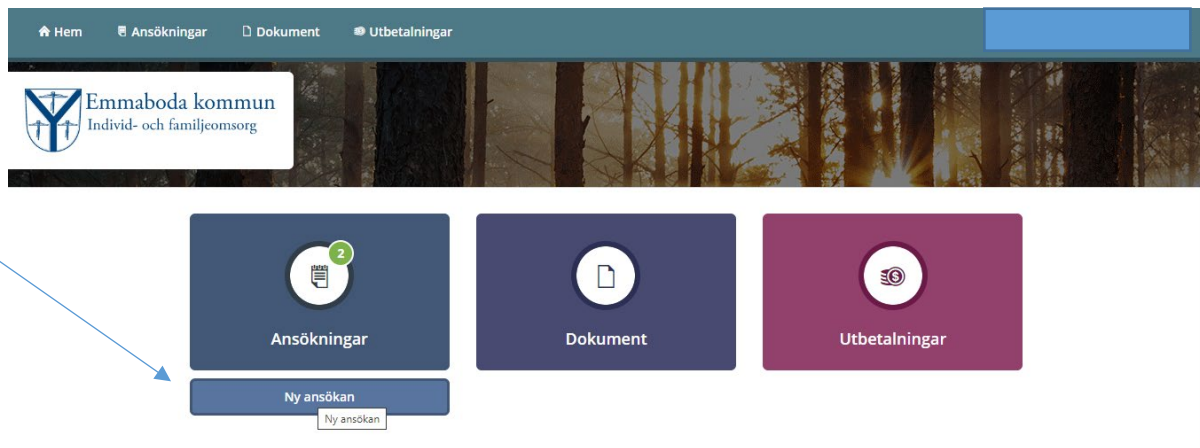 Hem Ansökningar Dokument Utbetalningar
Emmaboda kommun
Individ- och familjeomsorg
2
Ansökningar
Dokument
Utbetalningar
Ny ansökan
Ny ansökan